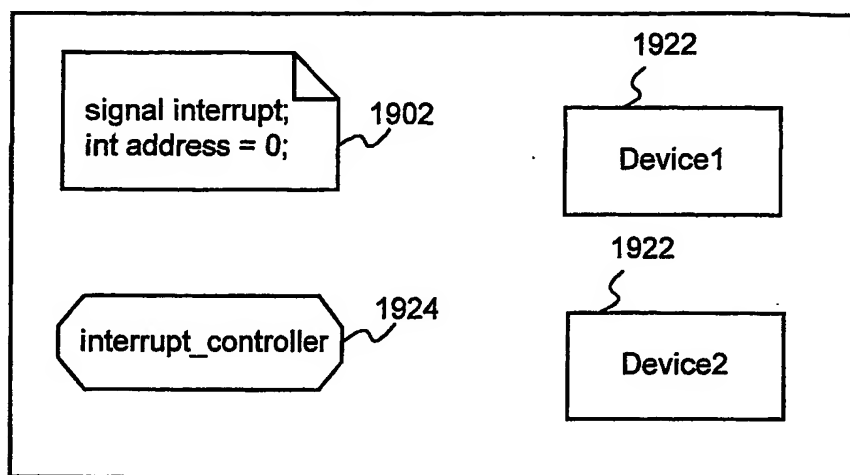 signal interrupt;
int address = 0;
1902
1922
Device1
interrupt_controller
1924
1922
Device2